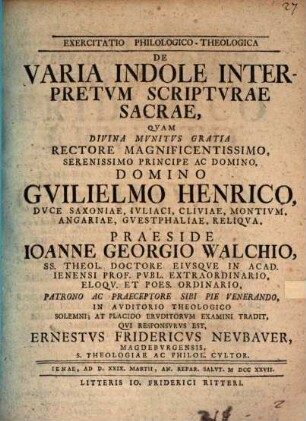 27
EXERCITATIO PHILOLOGICO-THEOLOGICA
DE
VARIA INDOLE INTER-
PRETVM SCRIPTVRAE
SACRAE,
QVAM
DIVINA MVNITVS GRATIA
RECTORE MAGNIFICENTISSIMO,
SERENISSIMO PRINCIPE AC DOMINO,
DOMINO
GVILIELMO HENRICO,
DVCE SAXONIAE, IVLIACI, CLIVIAE, MONTIVM,
ANGARIAE, GVESTPHALIAE, RELIQVA,
PRAESIDE
IOANNE GEORGIO WALCHIO,
SS. THEOL. DOCTORE EIVSQVE IN ACAD.
IENENSI PROF. PVBL. EXTRAORDINARIO,
ELOQV. ET POES. ORDINARIO,
PATRONO AC PRAECEPTORE SIBI PIE VENERANDO,
IN AVDITORIO THEOLOGICO
SOLEMNI, AT PLACIDO ERVDITORVM EXAMINI TRADIT,
QVI RESPONSVRVS EST,
ERNESTVS FRIDERICVS NEVBAVER,
MAGDEBVRGENSIS,
S. THEOLOGIAE AC PHILOS. CVLTOR.
IENAE, AD D. XXIX. MARTII, AN. REPAR. SALVT. M DCC XXVII.
LITTERIS IO. FRIDERICI RITTERI.